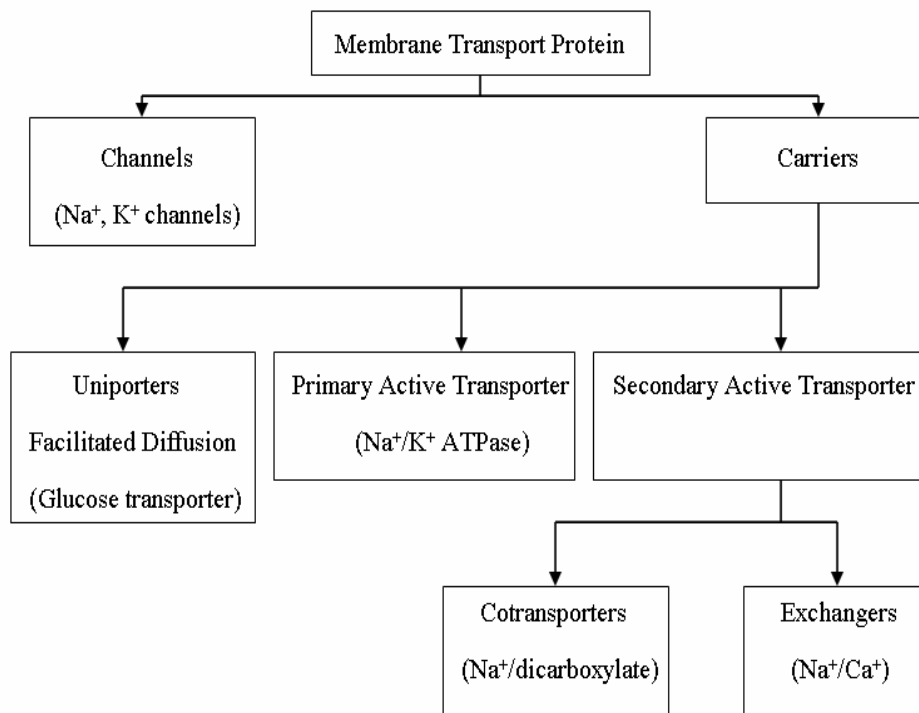 Membrane Transport Protein
Channels
(Na⁺, K⁺ channels)
Carriers
Uniporters
Facilitated Diffusion
(Glucose transporter)
Primary Active Transporter
(Na⁺/K⁺ ATPase)
Secondary Active Transporter
Cotransporters
(Na⁺/dicarboxylate)
Exchangers
(Na⁺/Ca⁺)